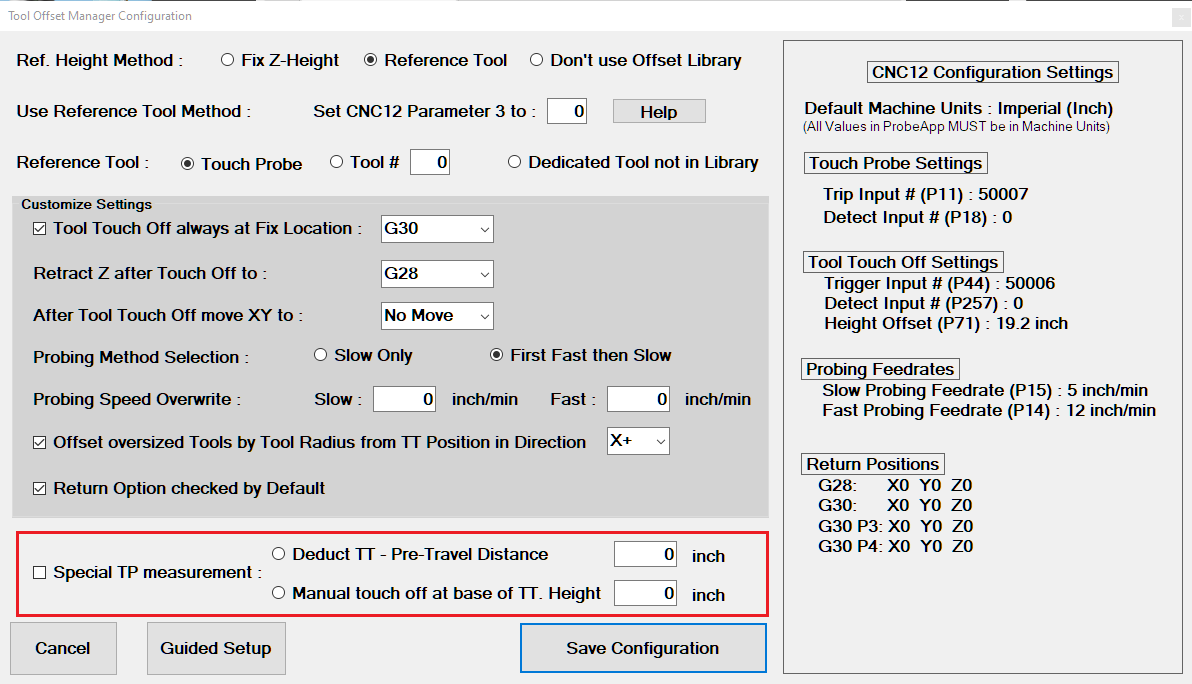 Tool Offset Manager Configuration
x
Ref. Height Method : Fix Z-Height Reference Tool Don't use Offset Library
Use Reference Tool Method : Set CNC12 Parameter 3 to : 0 Help
Reference Tool : Touch Probe Tool # 0 Dedicated Tool not in Library
Customize Settings
Tool Touch Off always at Fix Location : G30
Retract Z after Touch Off to : G28
After Tool Touch Off move XY to : No Move
Probing Method Selection : Slow Only First Fast then Slow
Probing Speed Overwrite : Slow : 0 inch/min Fast : 0 inch/min
Offset oversized Tools by Tool Radius from TT Position in Direction X+
Return Option checked by Default
Special TP measurement :
Deduct TT - Pre-Travel Distance 0 inch
Manual touch off at base of TT. Height 0 inch
Cancel Guided Setup Save Configuration
CNC12 Configuration Settings
Default Machine Units : Imperial (Inch)
(All Values in ProbeApp MUST be in Machine Units)
Touch Probe Settings
Trip Input # (P11) : 50007
Detect Input # (P18) : 0
Tool Touch Off Settings
Trigger Input # (P44) : 50006
Detect Input # (P257) : 0
Height Offset (P71) : 19.2 inch
Probing Feedrates
Slow Probing Feedrate (P15) : 5 inch/min
Fast Probing Feedrate (P14) : 12 inch/min
Return Positions
G28: X0 Y0 Z0
G30: X0 Y0 Z0
G30 P3: X0 Y0 Z0
G30 P4: X0 Y0 Z0